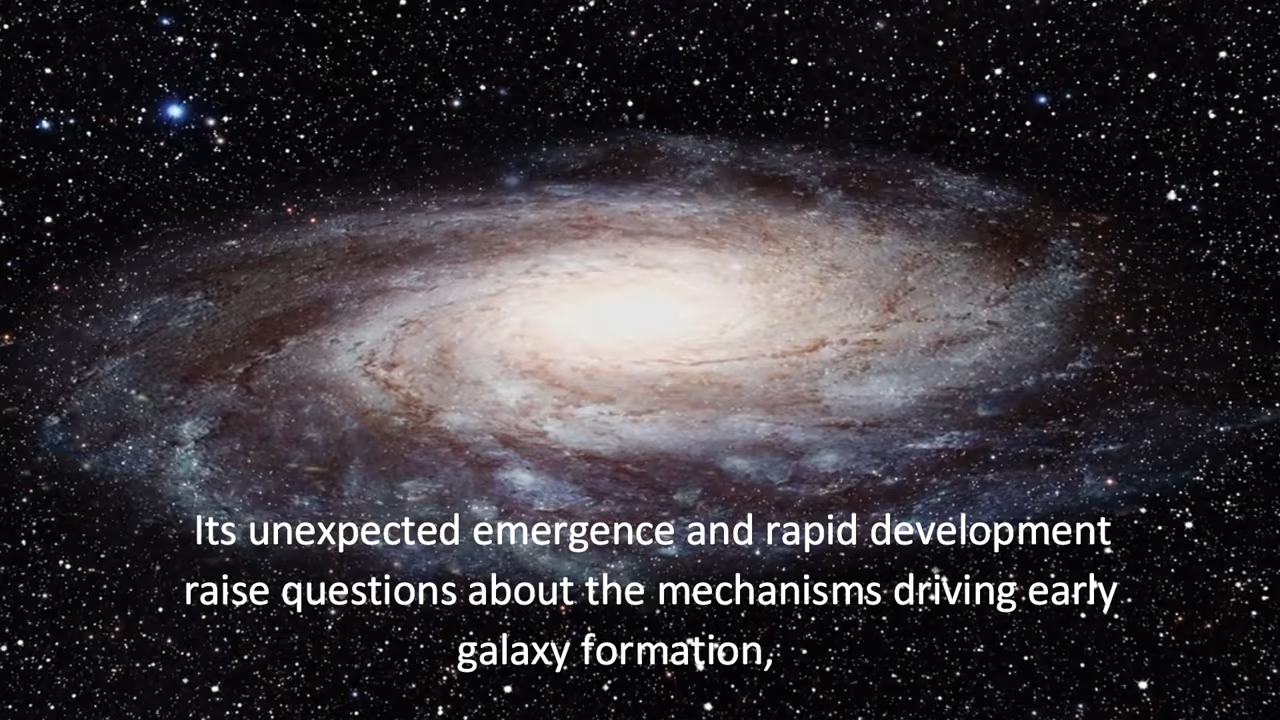 Its unexpected emergence and rapid development
raise questions about the mechanisms driving early
galaxy formation,